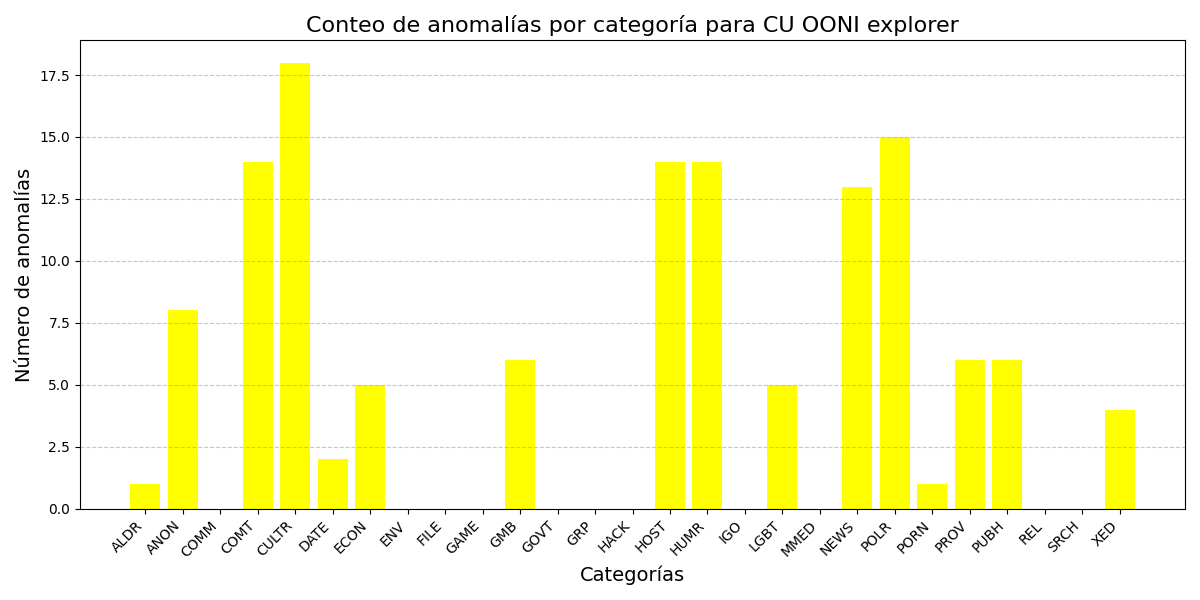 Conteo de anomalías por categoría para CU OONI explorer
Número de anomalías
17.5
15.0
12.5
10.0
7.5
5.0
2.5
0.0
ALDR ANON COMM COMT CULTR DATE ECON ENV FILE GAME GMB GOVT GRP HACK HOST HUMR IGO LGBT MMED NEWS POLR PORN PROV PUBH REL SRCH XED
Categorías